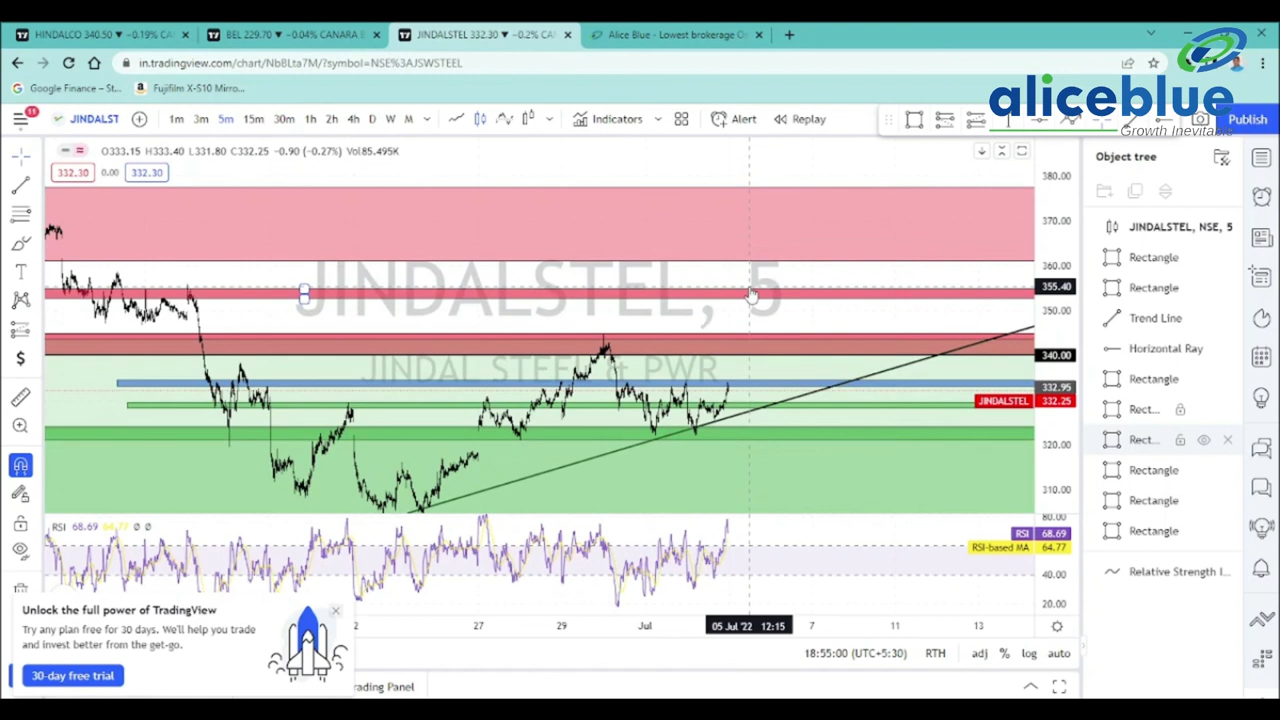 HINDALCO 340.50 ▼ −0.19% CA
BEL 229.70 ▼ −0.04% CANARA
JINDALSTEL 332.30 ▼ −0.2% CA
Alice Blue - Lowest brokerage O
in.tradingview.com/chart/NbBLta7M/?symbol=NSE%3AJSWSTEEL
Google Finance – St...
Fujifilm X-S10 Mirro...
aliceblue
Growth Inevitable
11
JINDALST
1m 3m 5m 15m 30m 1h 2h 4h D W M
Indicators
Alert
Replay
Publish
O333.15 H333.40 L331.80 C332.25 −0.90 (−0.27%) Vol85.495K
332.30 0.00 332.30
JINDALSTEL, 5
JINDAL STEEL & PWR
380.00
370.00
360.00
355.40
350.00
340.00
332.95
JINDALSTEL 332.25
320.00
310.00
RSI 68.69 64.77 Ø Ø
80.00
RSI 68.69
RSI-based MA 64.77
40.00
20.00
2 27 29 Jul 05 Jul '22 12:15 7 11 13
18:55:00 (UTC+5:30) RTH adj % log auto
Object tree
JINDALSTEL, NSE, 5
Rectangle
Rectangle
Trend Line
Horizontal Ray
Rectangle
Rect...
Rect...
Rectangle
Rectangle
Rectangle
Relative Strength I...
Unlock the full power of TradingView
Try any plan free for 30 days. We'll help you trade
and invest better from the get-go.
30-day free trial
rading Panel